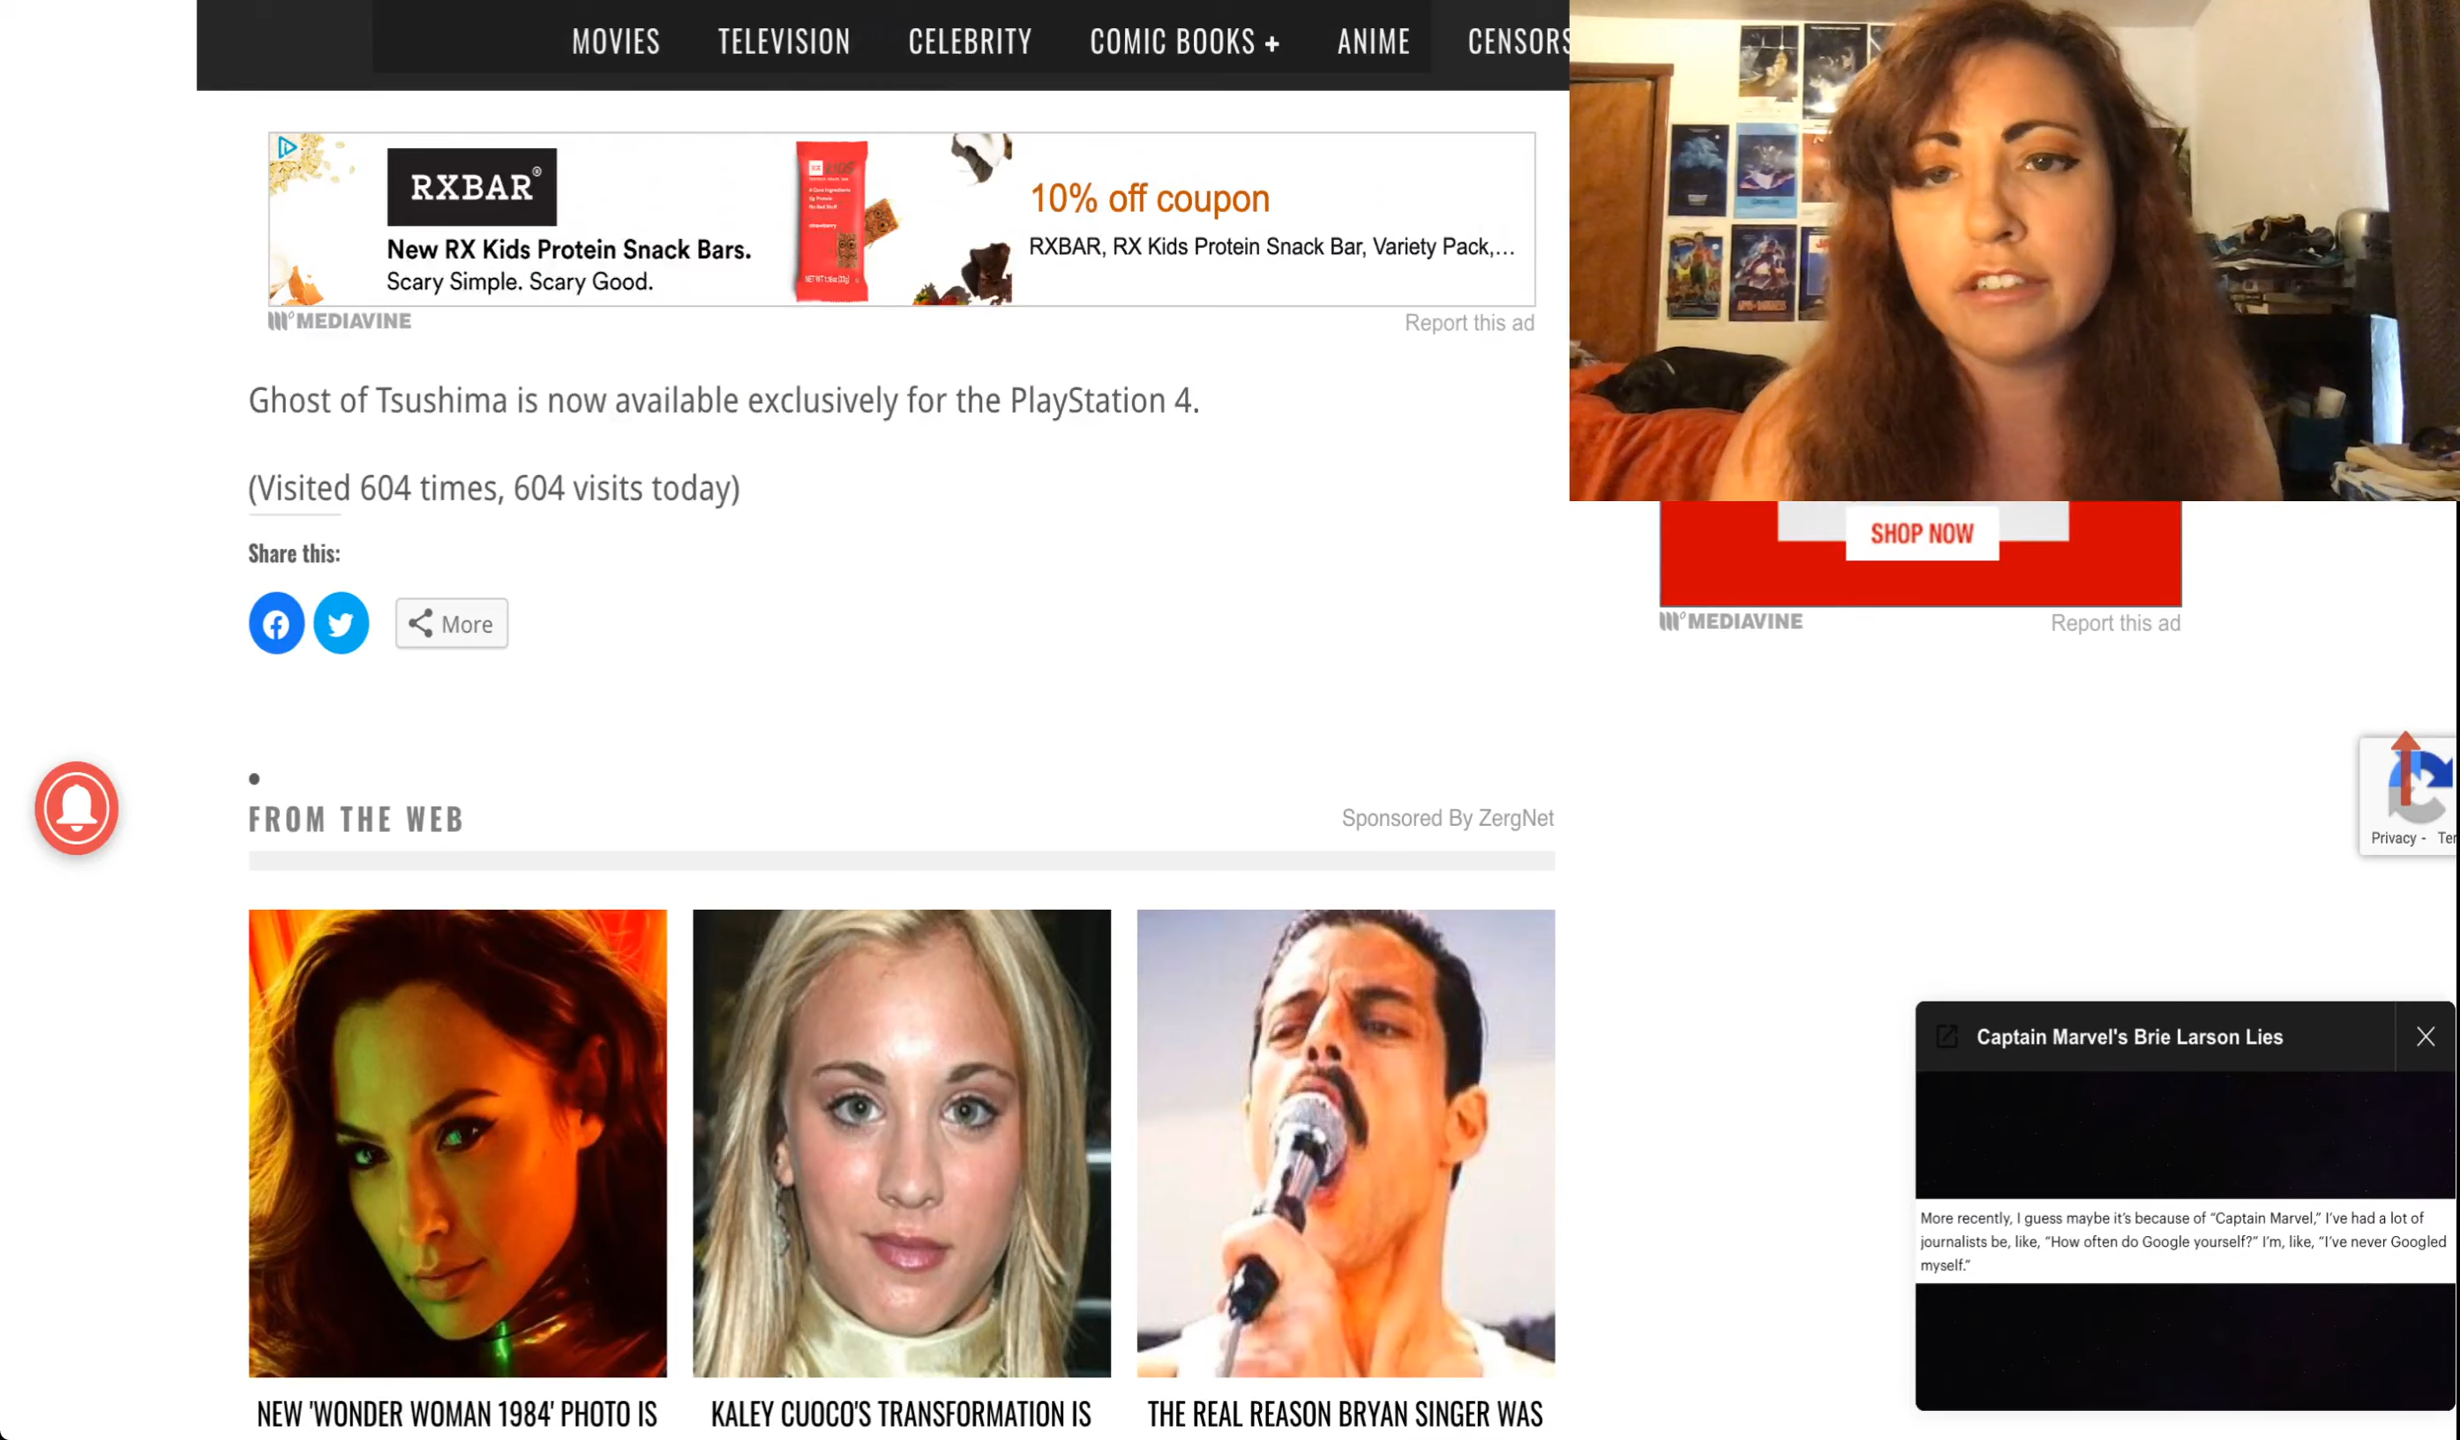 MOVIES TELEVISION CELEBRITY COMIC BOOKS + ANIME CENSORS
RXBAR®
New RX Kids Protein Snack Bars.
Scary Simple. Scary Good.
10% off coupon
RXBAR, RX Kids Protein Snack Bar, Variety Pack,...
MEDIAVINE
Report this ad
Ghost of Tsushima is now available exclusively for the PlayStation 4.
(Visited 604 times, 604 visits today)
Share this:
More
SHOP NOW
MEDIAVINE
Report this ad
FROM THE WEB
Sponsored By ZergNet
Privacy -
NEW 'WONDER WOMAN 1984' PHOTO IS
KALEY CUOCO'S TRANSFORMATION IS
THE REAL REASON BRYAN SINGER WAS
Captain Marvel's Brie Larson Lies
More recently, I guess maybe it's because of "Captain Marvel," I've had a lot of
journalists be, like, "How often do Google yourself?" I'm, like, "I've never Googled
myself."